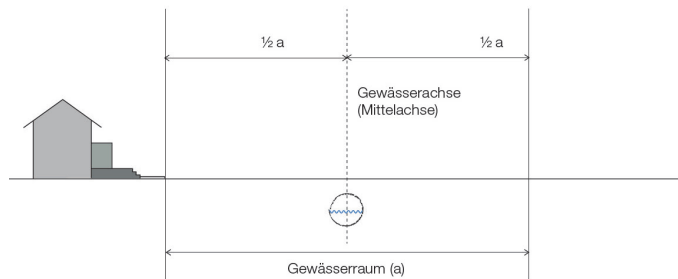 ½ a
½ a
Gewässerachse
(Mittelachse)
Gewässerraum (a)